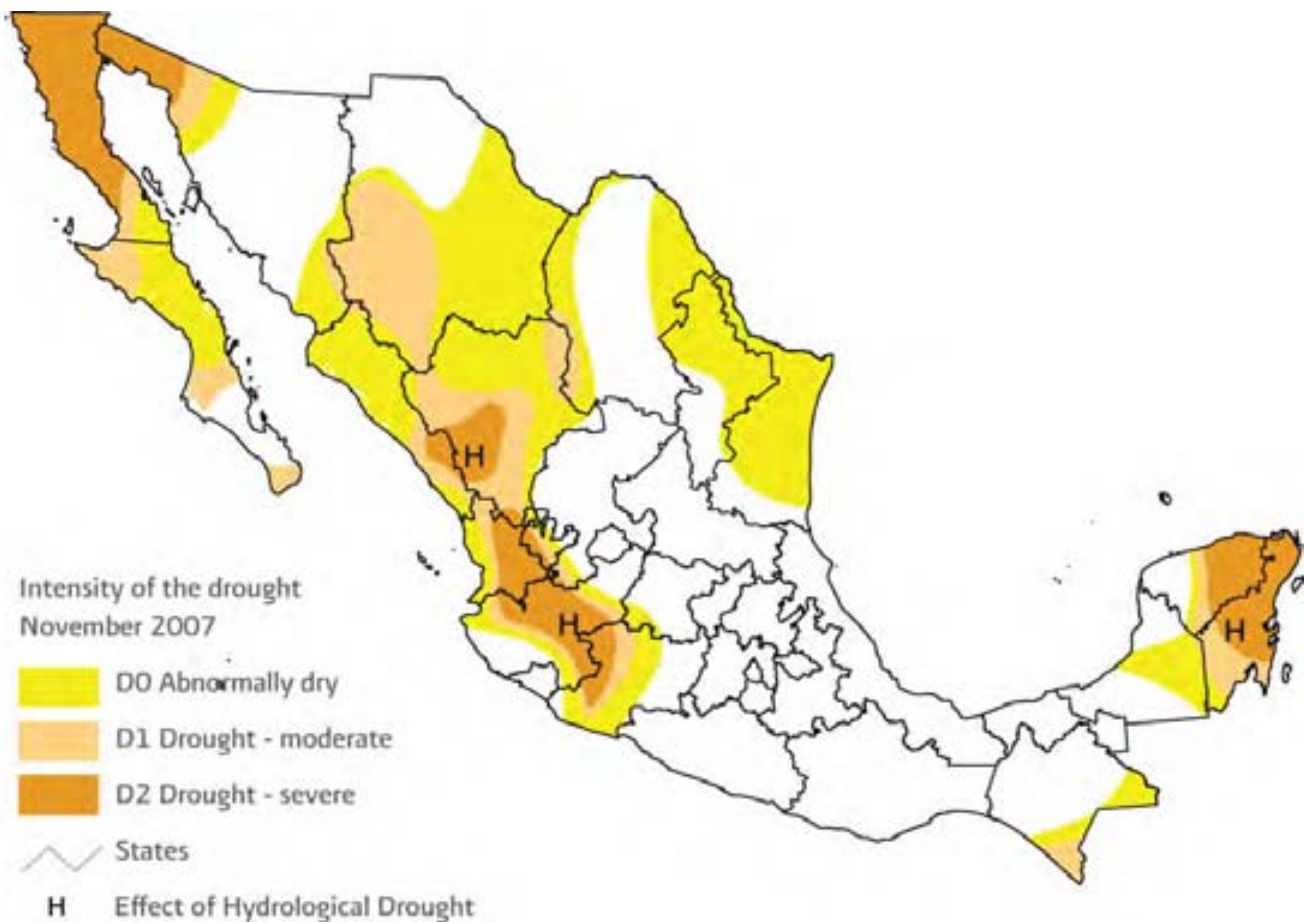 H
H
H
Intensity of the drought
November 2007
D0 Abnormally dry
D1 Drought - moderate
D2 Drought - severe
States
H Effect of Hydrological Drought